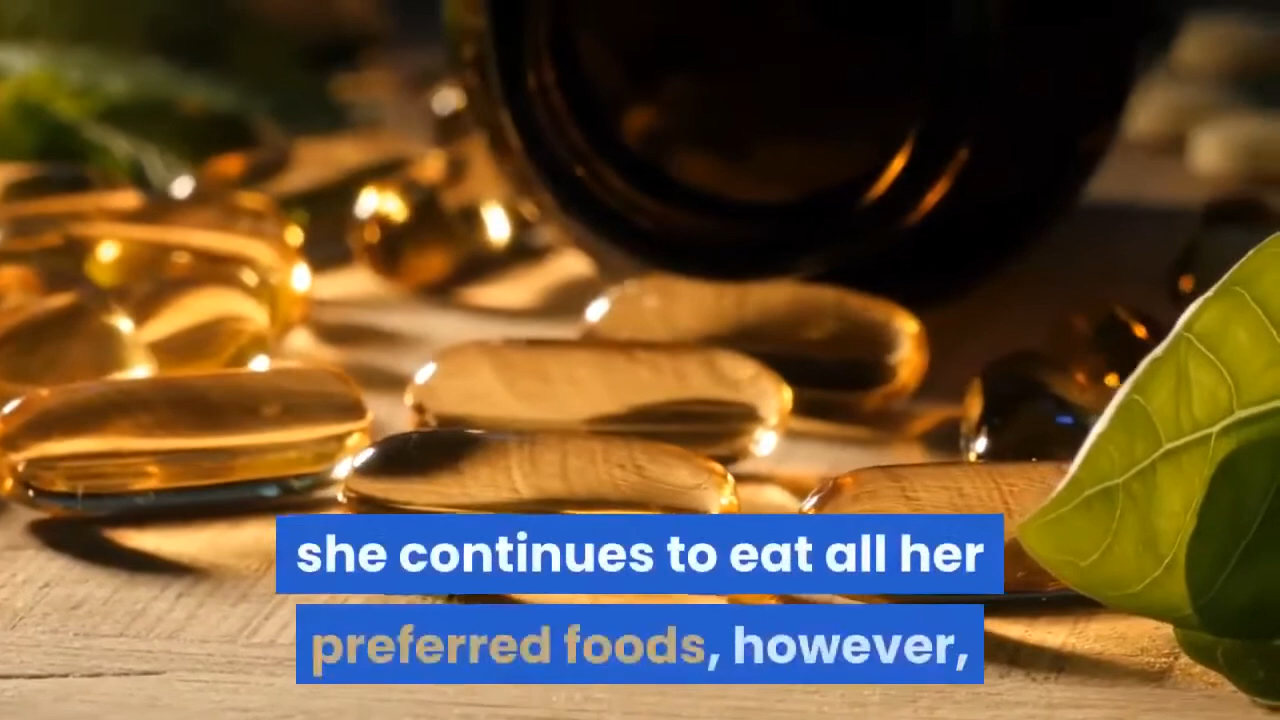 she continues to eat all her
preferred foods, however,